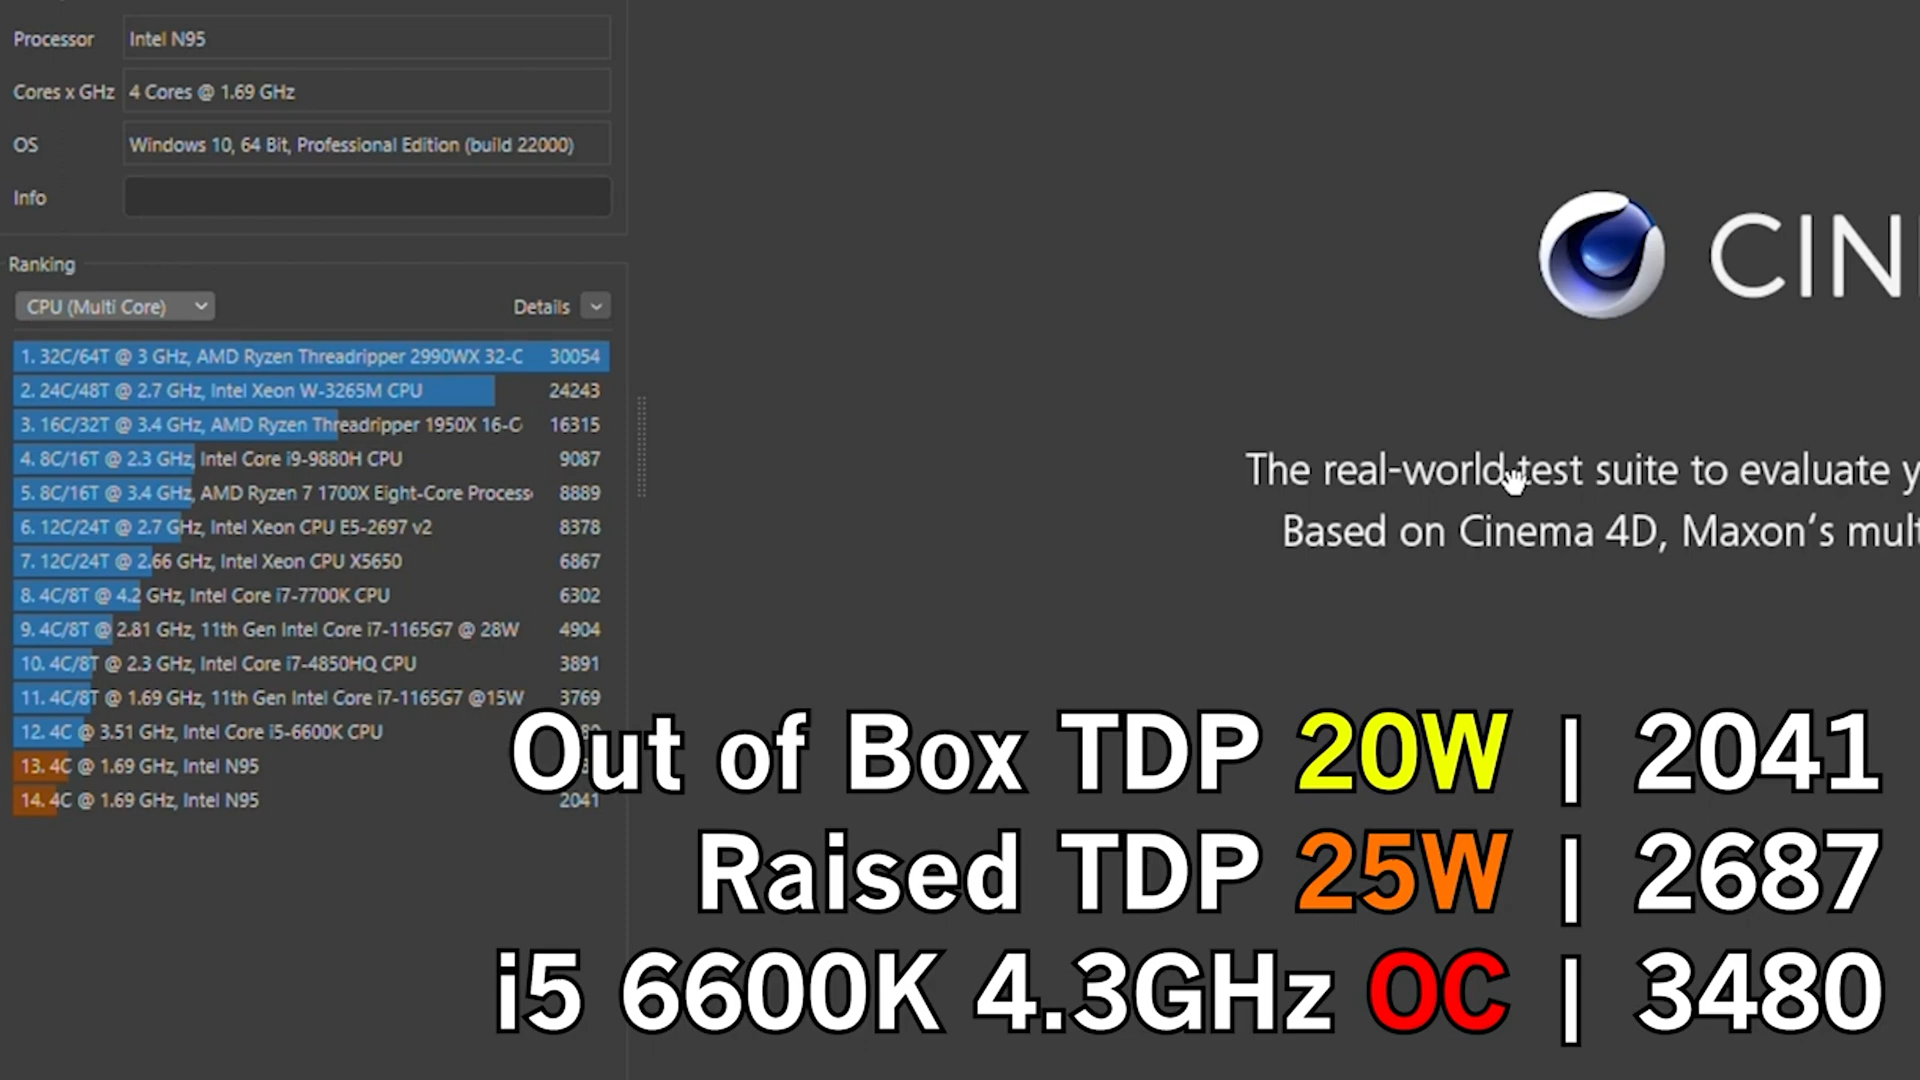 Processor Intel N95
Cores x GHz 4 Cores @ 1.69 GHz
OS Windows 10, 64 Bit, Professional Edition (build 22000)
Info
Ranking
CPU (Multi Core) Details
1. 32C/64T @ 3 GHz, AMD Ryzen Threadripper 2990WX 32-C 30054
2. 24C/48T @ 2.7 GHz, Intel Xeon W-3265M CPU 24243
3. 16C/32T @ 3.4 GHz, AMD Ryzen Threadripper 1950X 16-C 16315
4. 8C/16T @ 2.3 GHz, Intel Core i9-9880H CPU 9087
5. 8C/16T @ 3.4 GHz, AMD Ryzen 7 1700X Eight-Core Process 8889
6. 12C/24T @ 2.7 GHz, Intel Xeon CPU E5-2697 v2 8378
7. 12C/24T @ 2.66 GHz, Intel Xeon CPU X5650 6867
8. 4C/8T @ 4.2 GHz, Intel Core i7-7700K CPU 6302
9. 4C/8T @ 2.81 GHz, 11th Gen Intel Core i7-1165G7 @ 28W 4904
10. 4C/8T @ 2.3 GHz, Intel Core i7-4850HQ CPU 3891
11. 4C/8T @ 1.69 GHz, 11th Gen Intel Core i7-1165G7 @15W 3769
12. 4C @ 3.51 GHz, Intel Core i5-6600K CPU
13. 4C @ 1.69 GHz, Intel N95
14. 4C @ 1.69 GHz, Intel N95 2041
CIN
The real-world test suite to evaluate y
Based on Cinema 4D, Maxon's mult
Out of Box TDP 20W | 2041
Raised TDP 25W | 2687
i5 6600K 4.3GHz OC | 3480